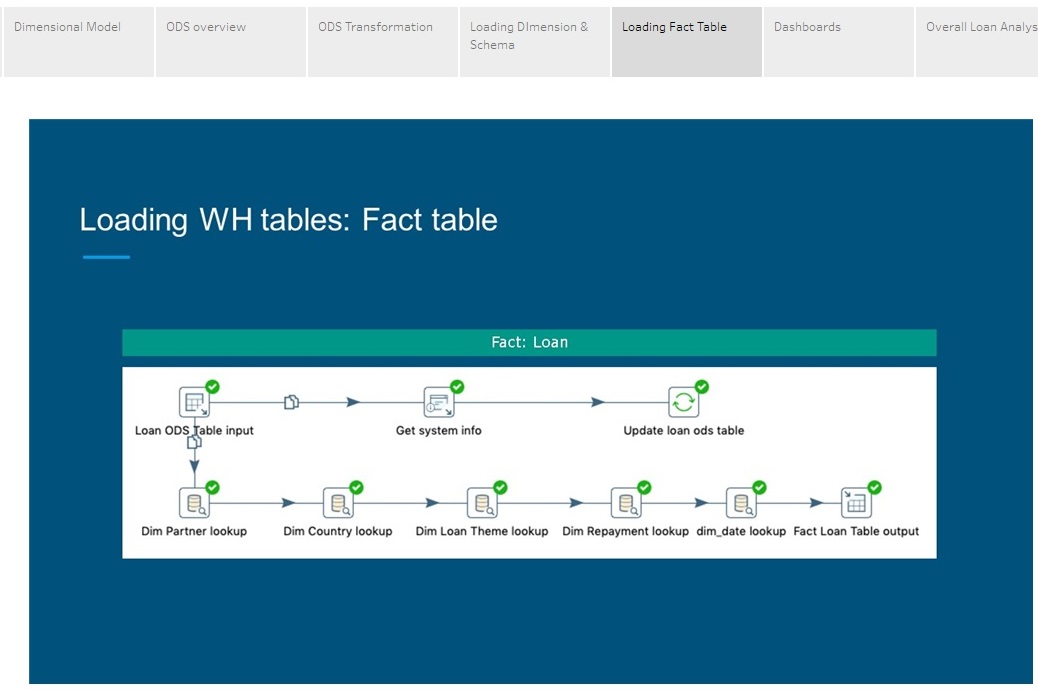 Dimensional Model
ODS overview
ODS Transformation
Loading DImension &
Schema
Loading Fact Table
Dashboards
Overall Loan Analys
Loading WH tables: Fact table
Fact: Loan
Loan ODS Table input
Get system info
Update loan ods table
Dim Partner lookup
Dim Country lookup
Dim Loan Theme lookup
Dim Repayment lookup
dim_date lookup
Fact Loan Table output